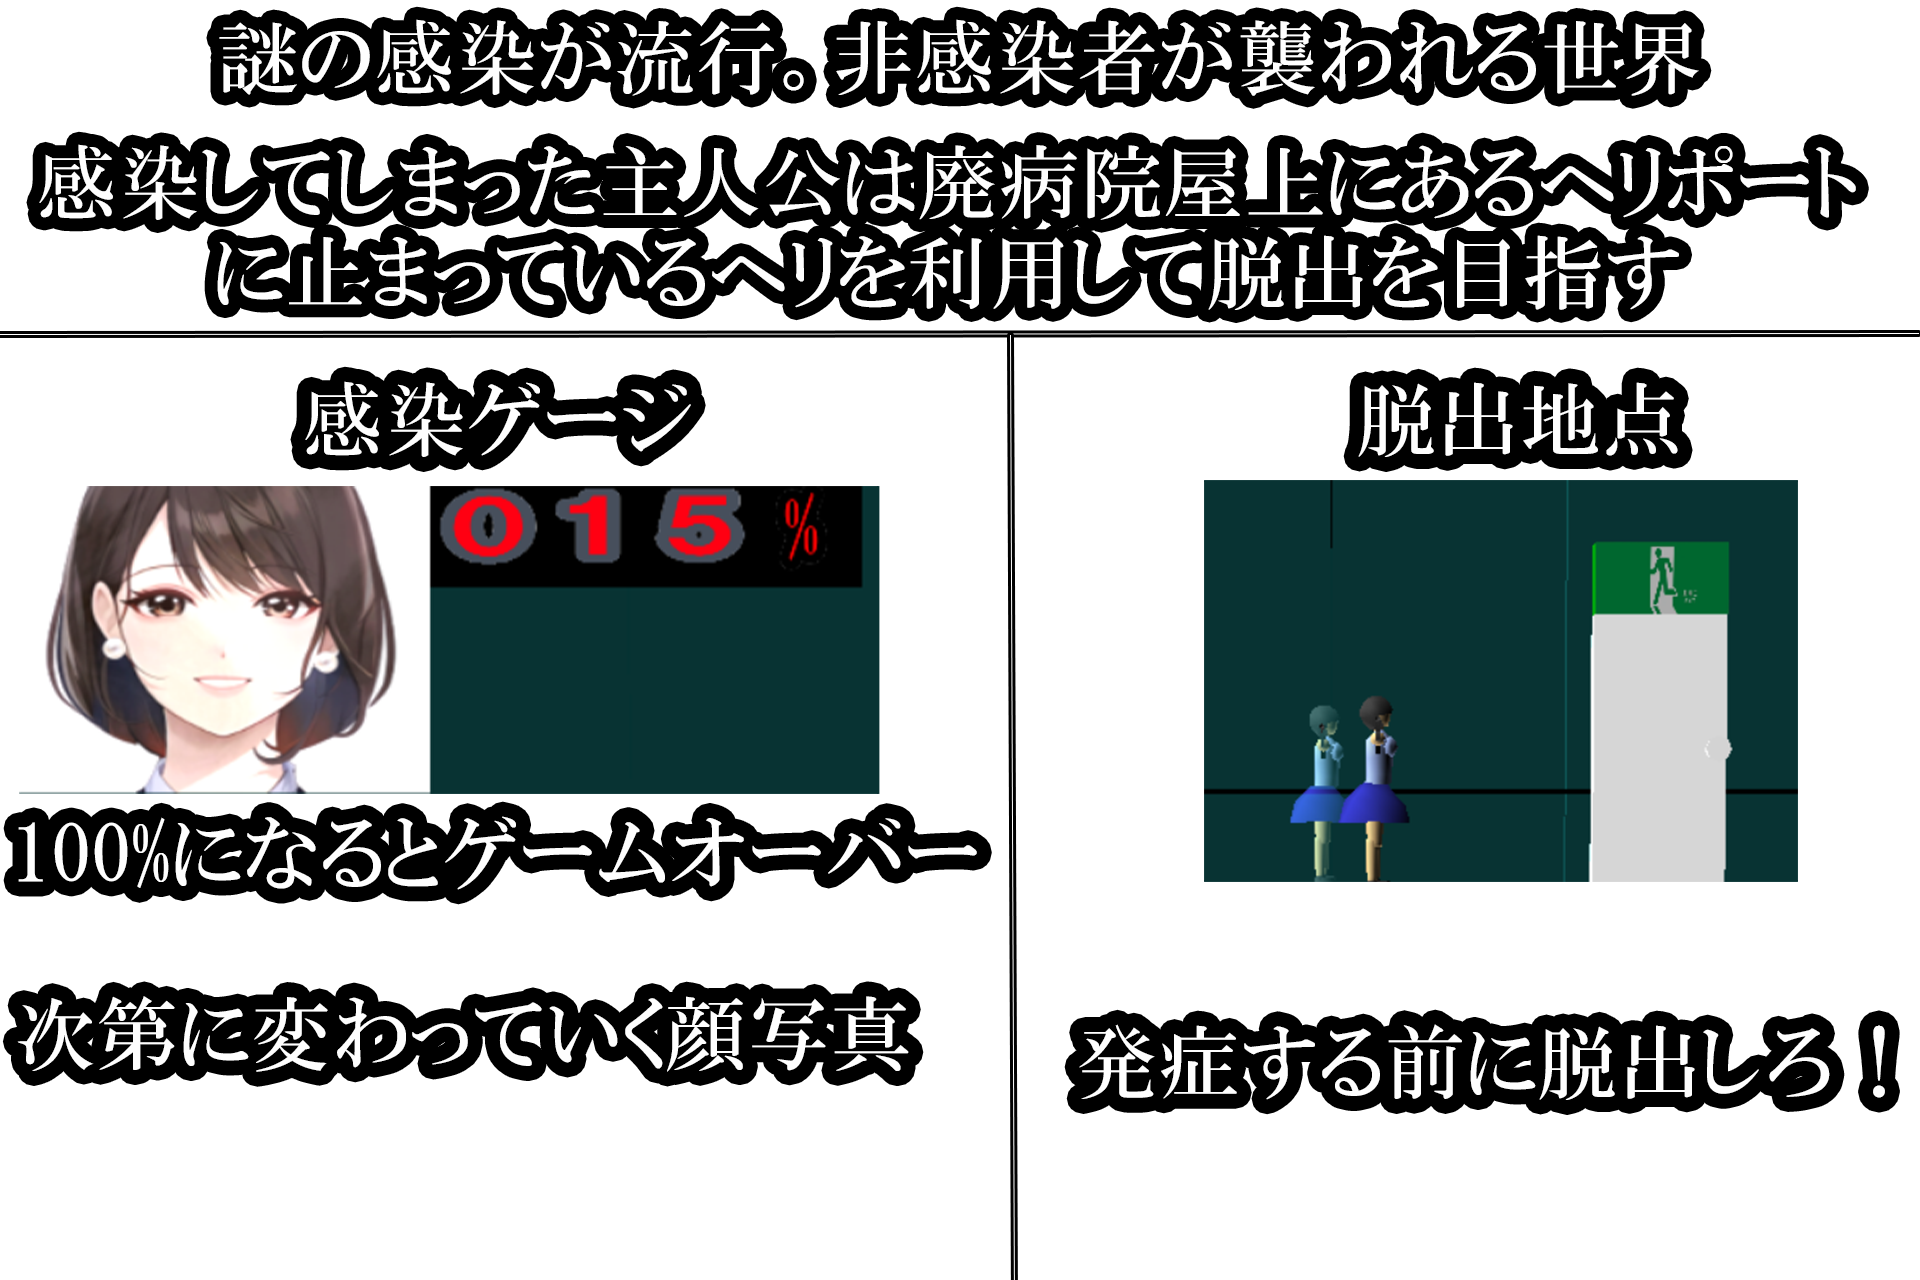 謎の感染が流行。非感染者が襲われる世界
感染してしまった主人公は廃病院屋上にあるヘリポート
に止まっているヘリを利用して脱出を目指す
感染ゲージ
脱出地点
015%
100%になるとゲームオーバー
次第に変わっていく顔写真
発症する前に脱出しろ！